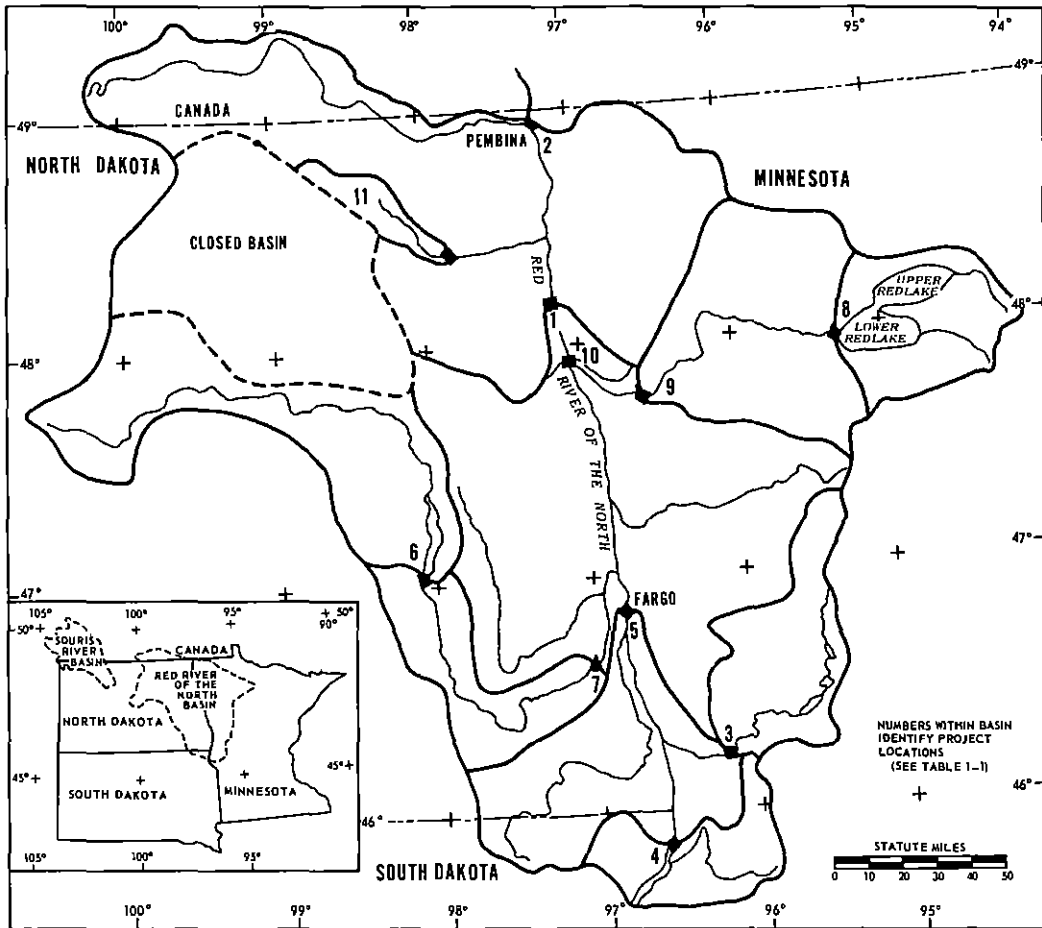 100° 99° 98° 97° 96° 95° 94°
49°
CANADA
49°
PEMBINA
2
NORTH DAKOTA
MINNESOTA
11
CLOSED BASIN
RED
UPPER
REDLAKE
8
48°
LOWER
REDLAKE
1
10
48°
9
RIVER OF THE NORTH
47°
6
FARGO
47°
5
7
3
NUMBERS WITHIN BASIN
IDENTIFY PROJECT
LOCATIONS
(SEE TABLE 1-1)
46°
46°
4
SOUTH DAKOTA
STATUTE MILES
0 10 20 30 40 50
105° 100° 95° 50°
90°
50°
SOURIS
RIVER
BASIN
CANADA
RED RIVER
OF THE
NORTH
BASIN
NORTH DAKOTA
45°
45°
SOUTH DAKOTA
MINNESOTA
105° 100° 95°
100° 99° 98° 97° 96° 95°